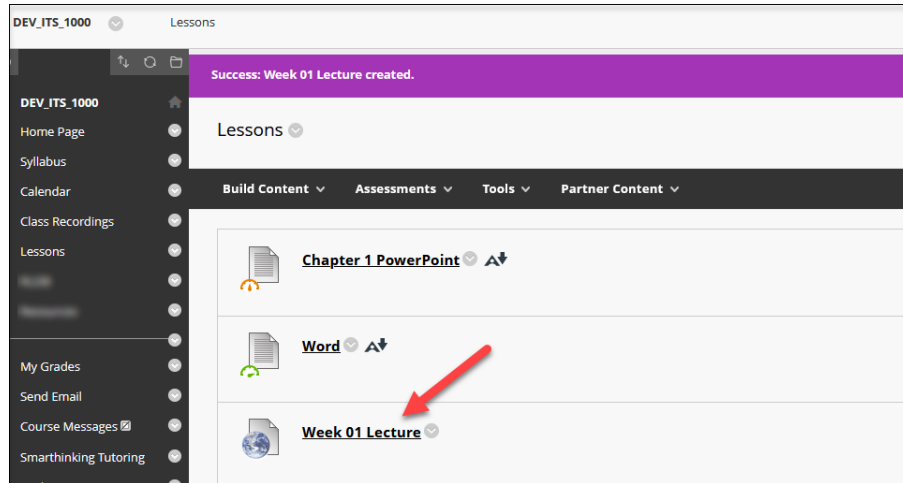 DEV_ITS_1000 Lessons
Success: Week 01 Lecture created.
DEV_ITS_1000
Home Page
Syllabus
Calendar
Class Recordings
Lessons
My Grades
Send Email
Course Messages
Smarthinking Tutoring
Lessons
Build Content Assessments Tools Partner Content
Chapter 1 PowerPoint
Word
Week 01 Lecture